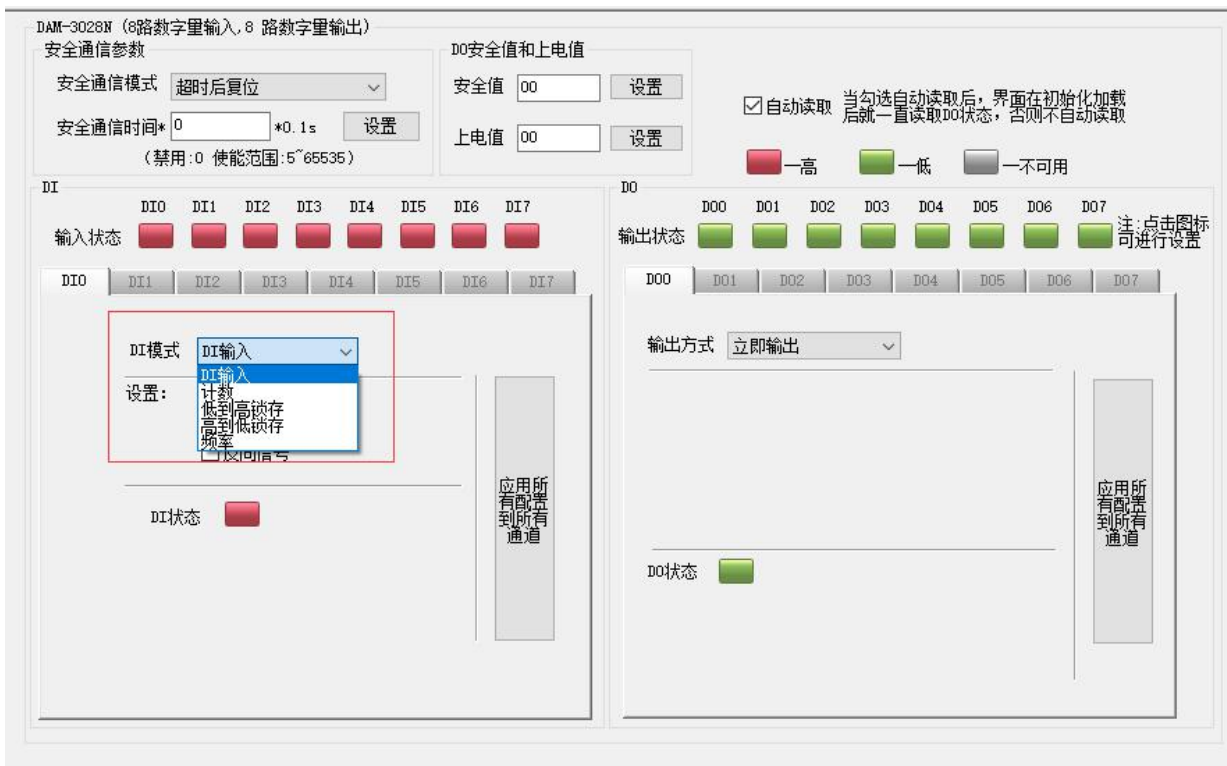 DAM-3028N (8路数字量输入,8 路数字量输出)
安全通信参数
安全通信模式 超时后复位
安全通信时间* 0 *0.1s 设置
(禁用:0 使能范围:5~65535)
DO安全值和上电值
安全值 00 设置
上电值 00 设置
自动读取 当勾选自动读取后，界面在初始化加载
后就一直读取DO状态，否则不自动读取
—高 —低 —不可用
DI
DI0 DI1 DI2 DI3 DI4 DI5 DI6 DI7
输入状态
DI0 DI1 DI2 DI3 DI4 DI5 DI6 DI7
DI模式 DI输入
DI输入
设置:
计数
低到高锁存
高到低锁存
频率
反向信号
DI状态
应用所
有配置
到所有
通道
DO
DO0 DO1 DO2 DO3 DO4 DO5 DO6 DO7
输出状态
注:点击图标
可进行设置
DO0 DO1 DO2 DO3 DO4 DO5 DO6 DO7
输出方式 立即输出
DO状态
应用所
有配置
到所有
通道